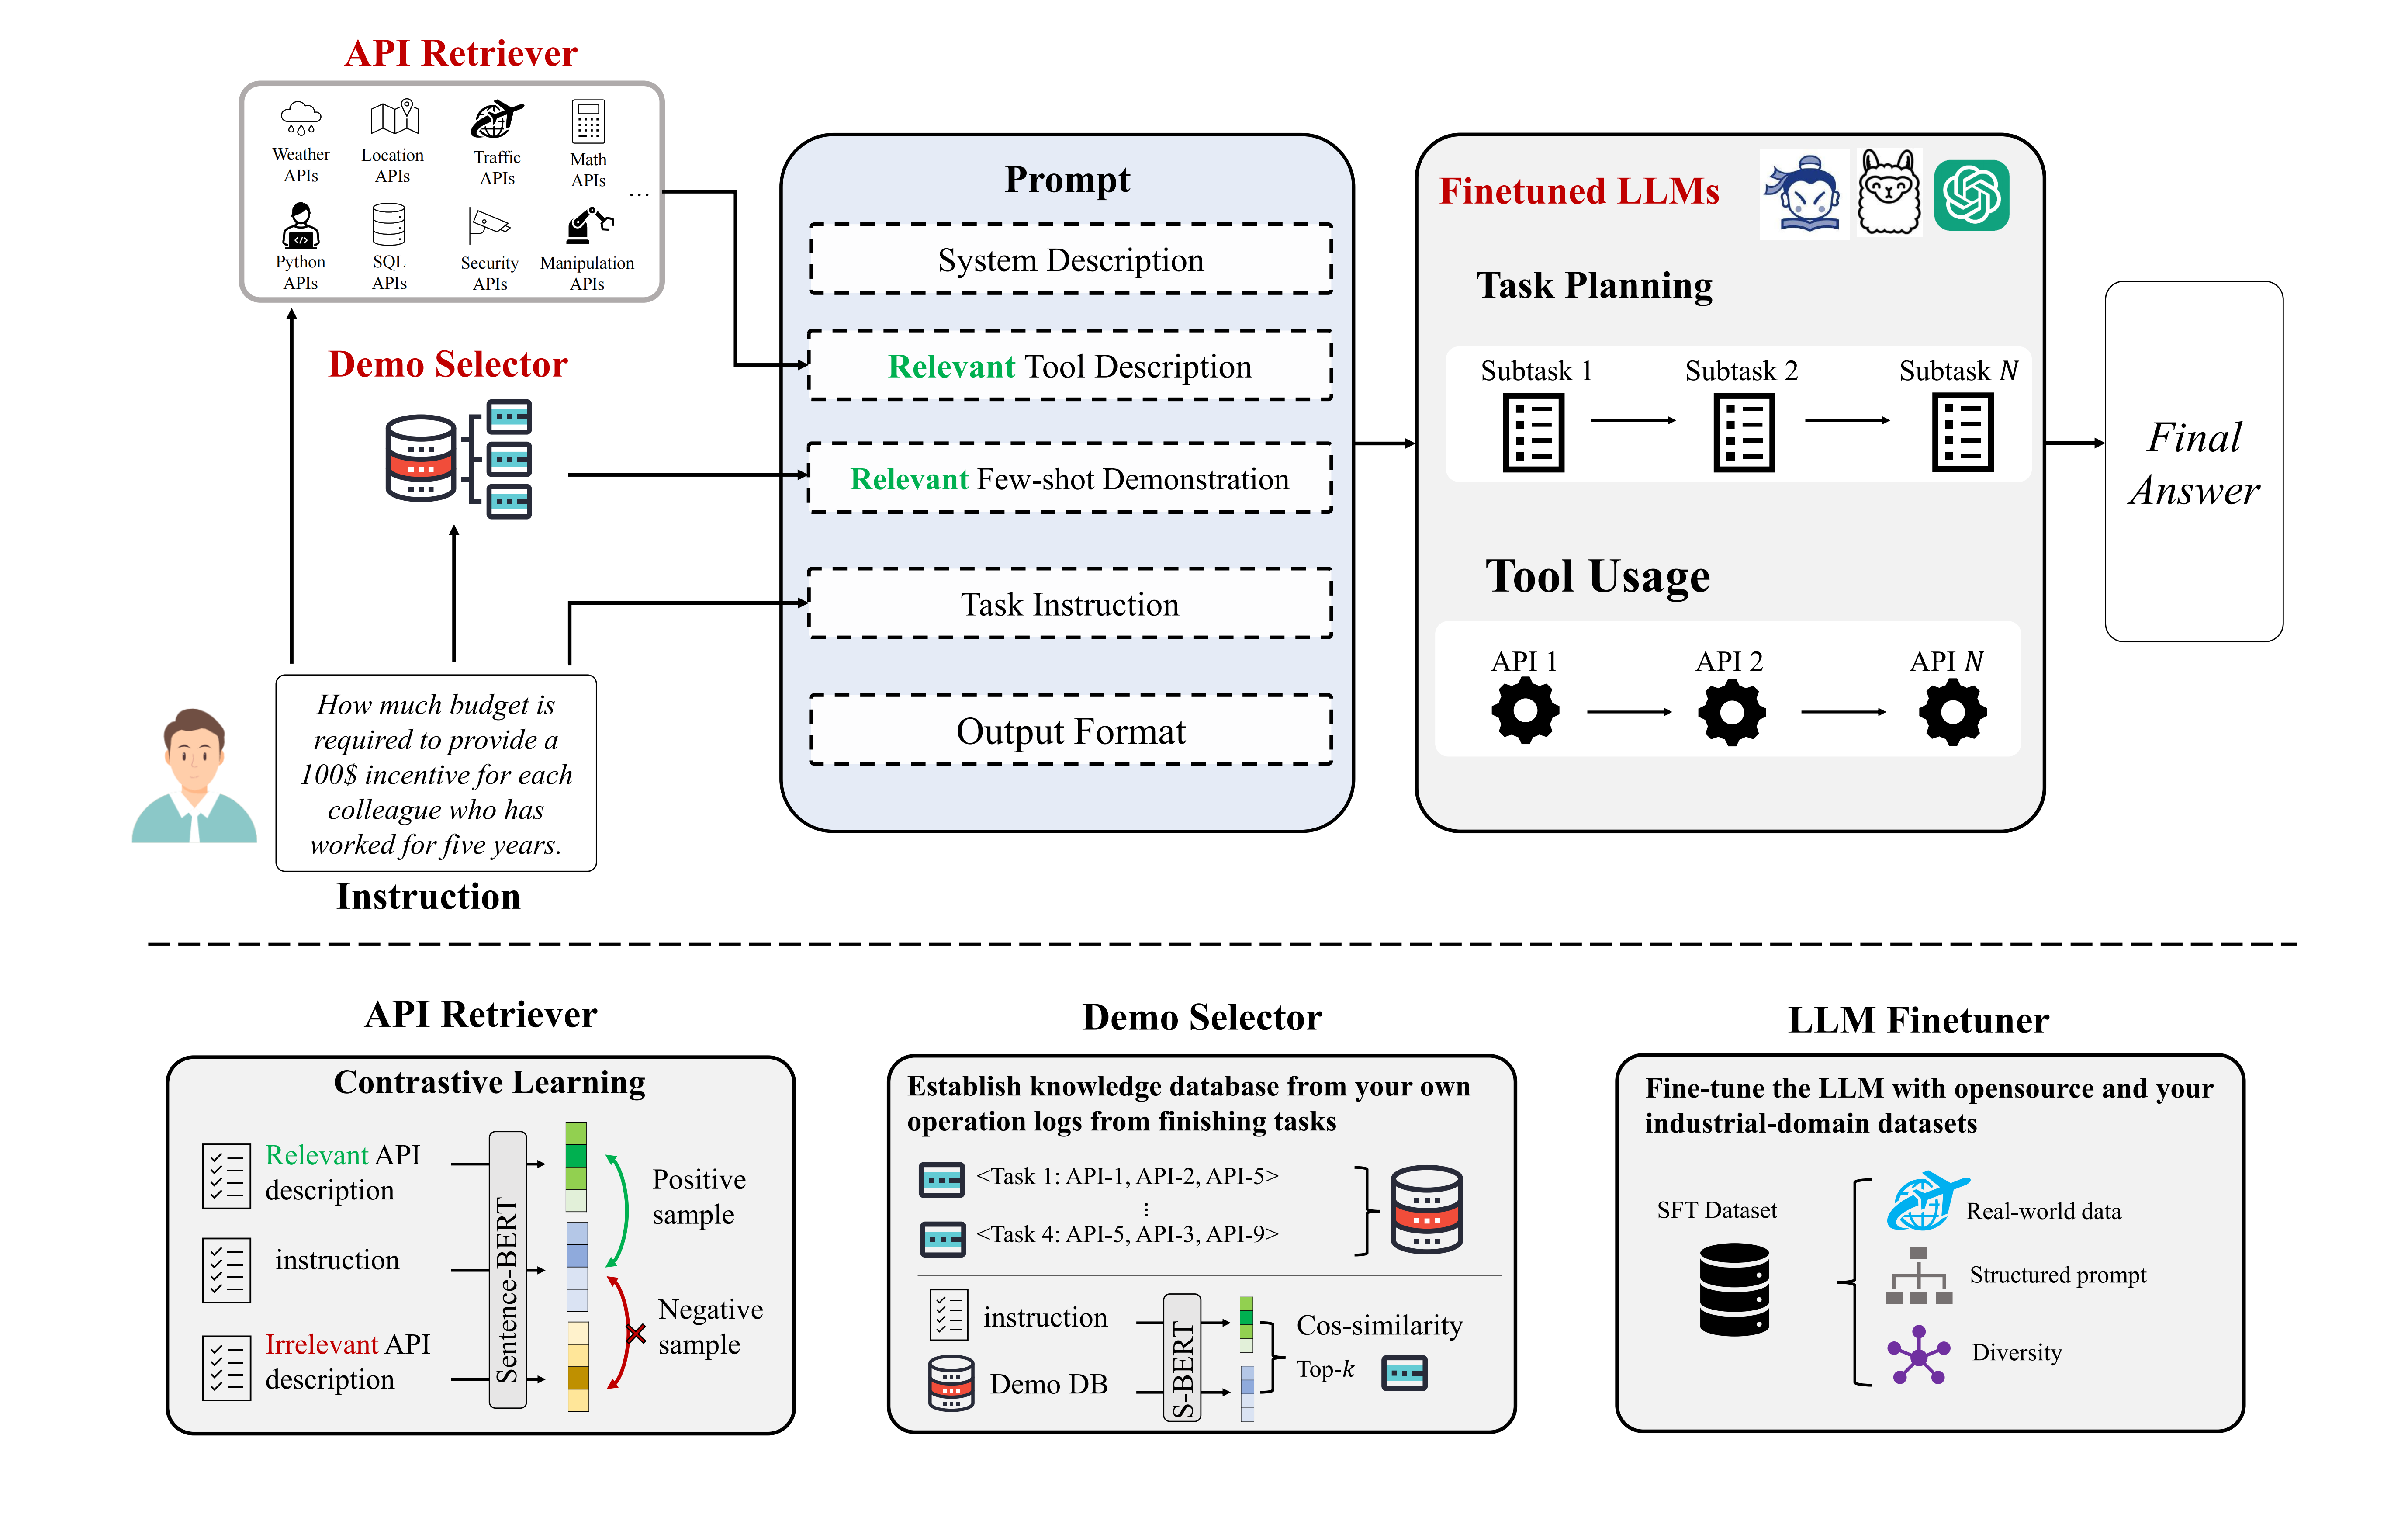 API Retriever
Weather
APIs
Location
APIs
Traffic
APIs
Math
APIs
...
Python
APIs
SQL
APIs
Security
APIs
Manipulation
APIs
Demo Selector
How much budget is
required to provide a
100$ incentive for each
colleague who has
worked for five years.
Instruction
Prompt
System Description
Relevant Tool Description
Relevant Few-shot Demonstration
Task Instruction
Output Format
Finetuned LLMs
Task Planning
Subtask 1
Subtask 2
Subtask N
Tool Usage
API 1
API 2
API N
Final
Answer
API Retriever
Contrastive Learning
Relevant API
description
instruction
Irrelevant API
description
Sentence-BERT
Positive
sample
Negative
sample
Demo Selector
Establish knowledge database from your own
operation logs from finishing tasks
<Task 1: API-1, API-2, API-5>
⋮
<Task 4: API-5, API-3, API-9>
instruction
Demo DB
S-BERT
Cos-similarity
Top-k
LLM Finetuner
Fine-tune the LLM with opensource and your
industrial-domain datasets
SFT Dataset
Real-world data
Structured prompt
Diversity